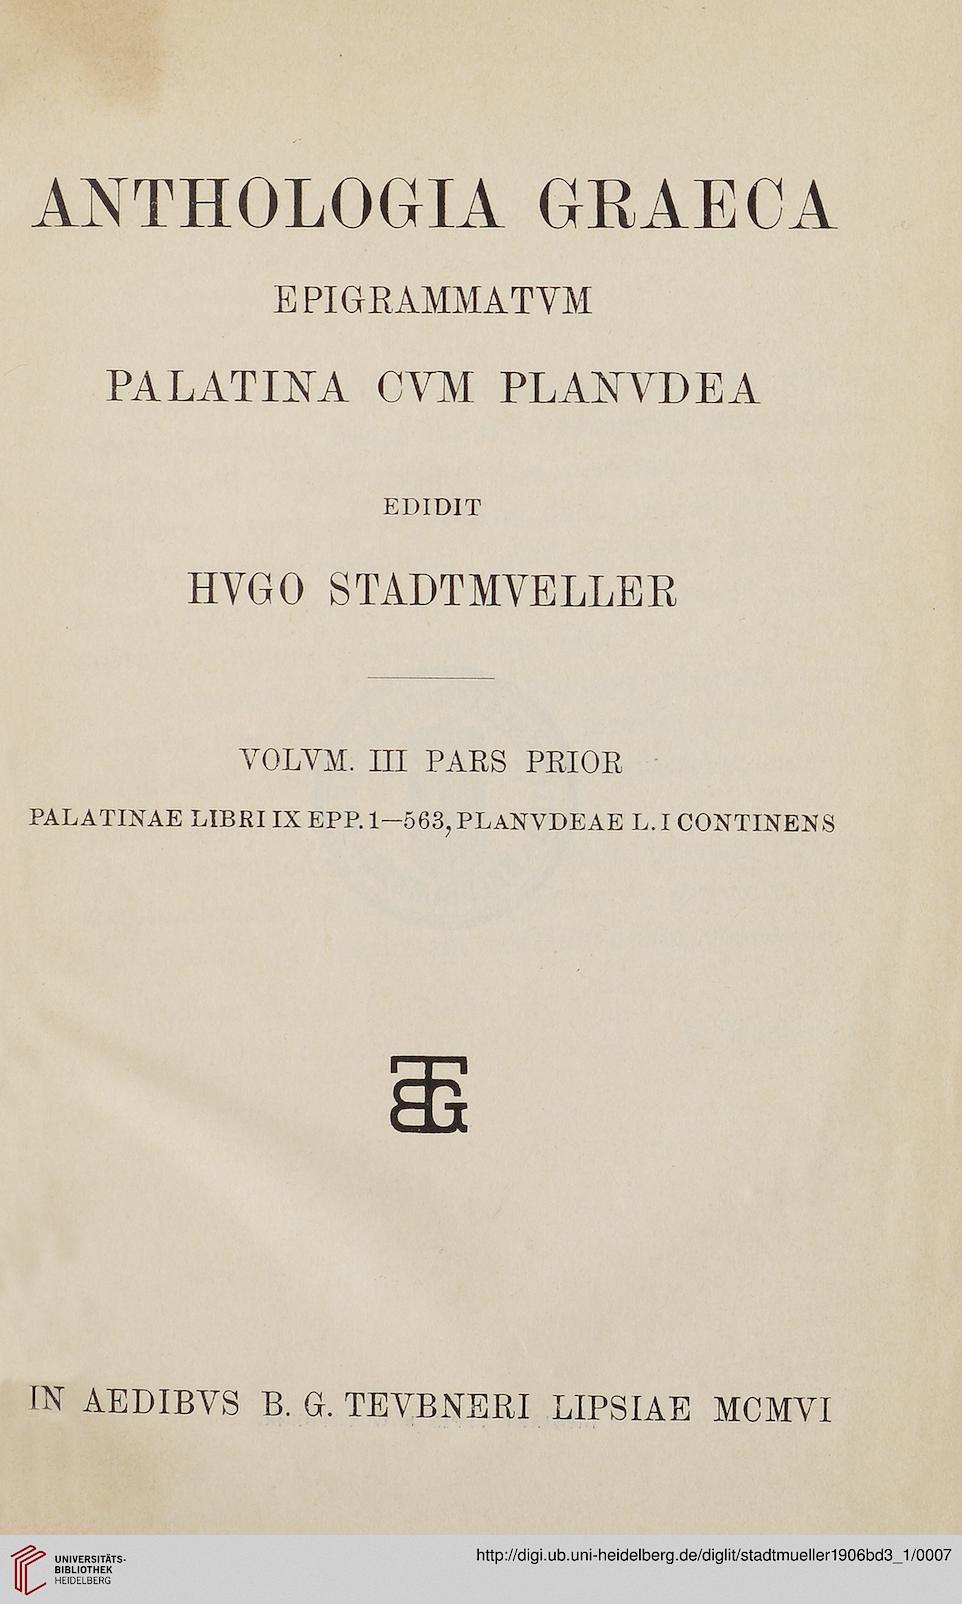 ANTHOLOGIA GRAECA
EPIGRAMMATVM
PALATINA CVM PLANVDEA
EDIDIT
HVGO STADTMVELLER
VOLVM. III PARS PRIOR
PALATINAE LIBRI IX EPP. 1—563, PLANVDEAE L. I CONTINENS
BTG
IN AEDIBVS B. G. TEVBNERI LIPSIAE MCMVI
UNIVERSITÄTS-
BIBLIOTHEK
HEIDELBERG
http://digi.ub.uni-heidelberg.de/diglit/stadtmueller1906bd3_1/0007